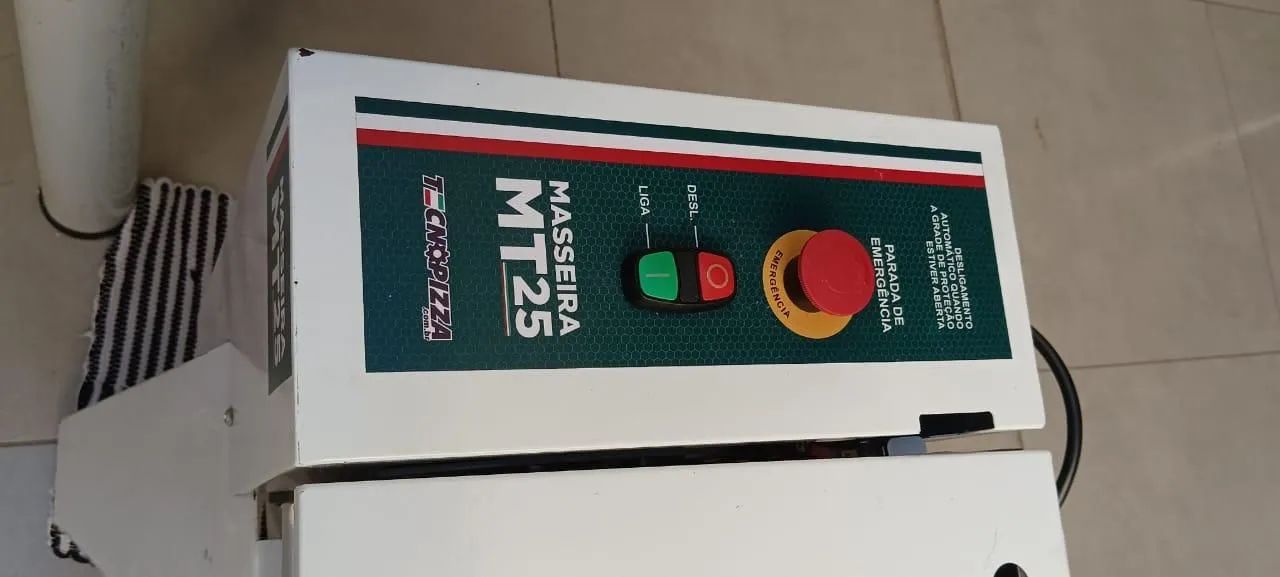 DESLIGAMENTO
AUTOMÁTICO QUANDO
A GRADE DE PROTEÇÃO
ESTIVER ABERTA
PARADA DE
EMERGÊNCIA
EMERGÊNCIA
DESL.
LIGA
MASSEIRA
MT25
TECNOPIZZA
.com.br
MASSEIRA
MT25